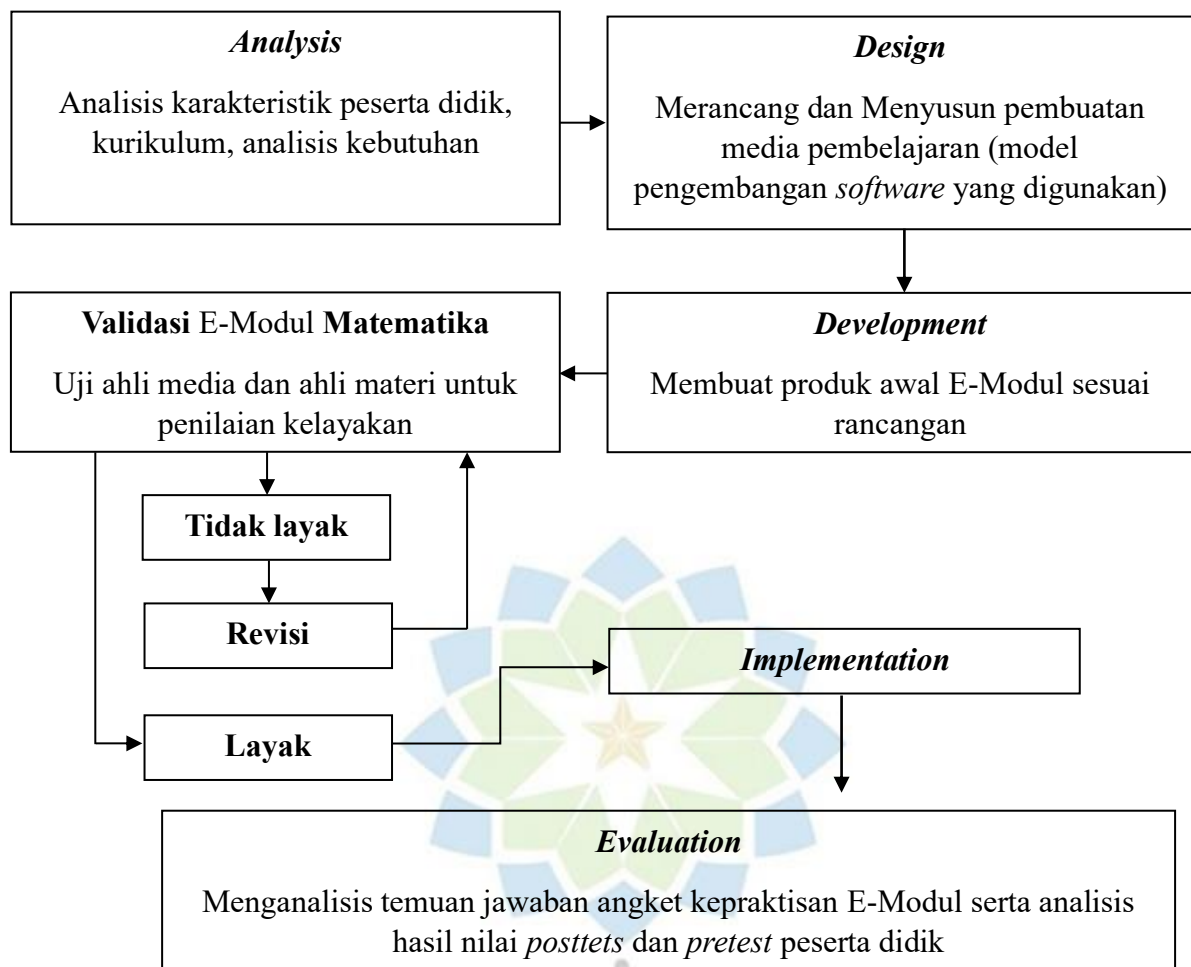 Analysis
Analisis karakteristik peserta didik,
kurikulum, analisis kebutuhan
Design
Merancang dan Menyusun pembuatan
media pembelajaran (model
pengembangan software yang digunakan)
Development
Membuat produk awal E-Modul sesuai
rancangan
Validasi E-Modul Matematika
Uji ahli media dan ahli materi untuk
penilaian kelayakan
Tidak layak
Revisi
Layak
Implementation
Evaluation
Menganalisis temuan jawaban angket kepraktisan E-Modul serta analisis
hasil nilai posttets dan pretest peserta didik